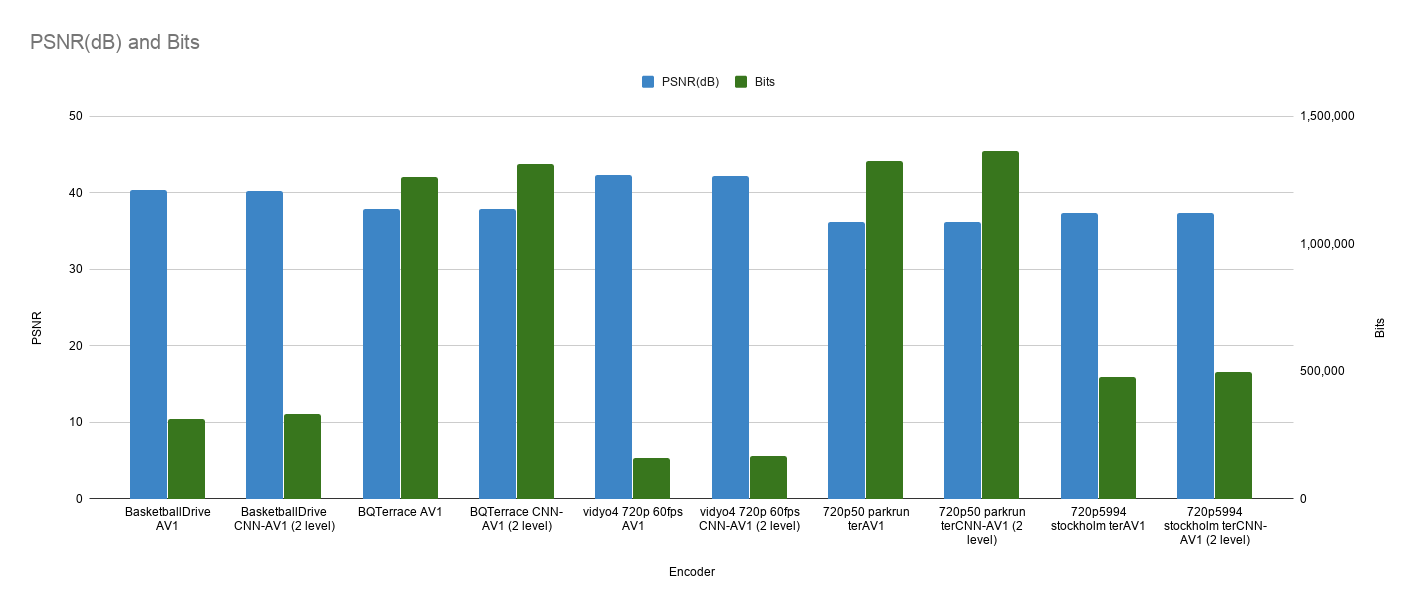 PSNR(dB) and Bits
PSNR(dB)
Bits
50
40
30
20
10
0
PSNR
1,500,000
1,000,000
500,000
0
Bits
BasketballDrive
AV1
BasketballDrive
CNN-AV1 (2 level)
BQTerrace AV1
BQTerrace CNN-
AV1 (2 level)
vidyo4 720p 60fps
AV1
vidyo4 720p 60fps
CNN-AV1 (2 level)
720p50 parkrun
terAV1
720p50 parkrun
terCNN-AV1 (2
level)
720p5994
stockholm terAV1
720p5994
stockholm terCNN-
AV1 (2 level)
Encoder